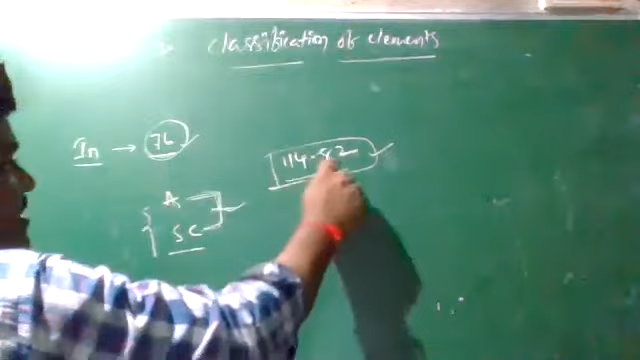 classification of elements
In → 76
114.82
A
Sc